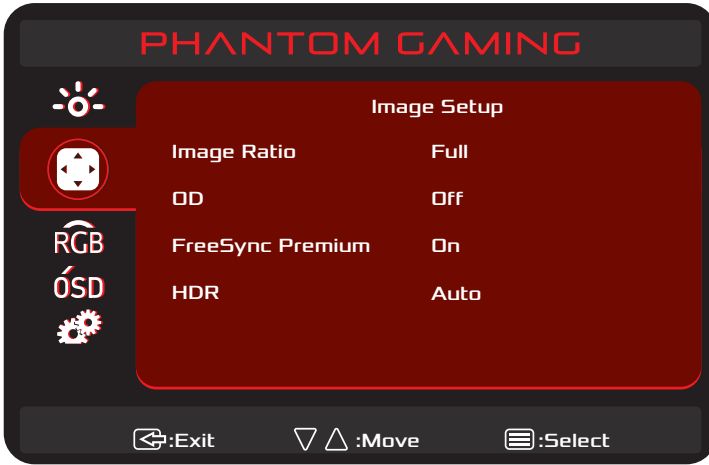 PHANTOM GAMING
Image Setup
Image Ratio Full
OD Off
FreeSync Premium On
HDR Auto
RGB
OSD
:Exit :Move :Select